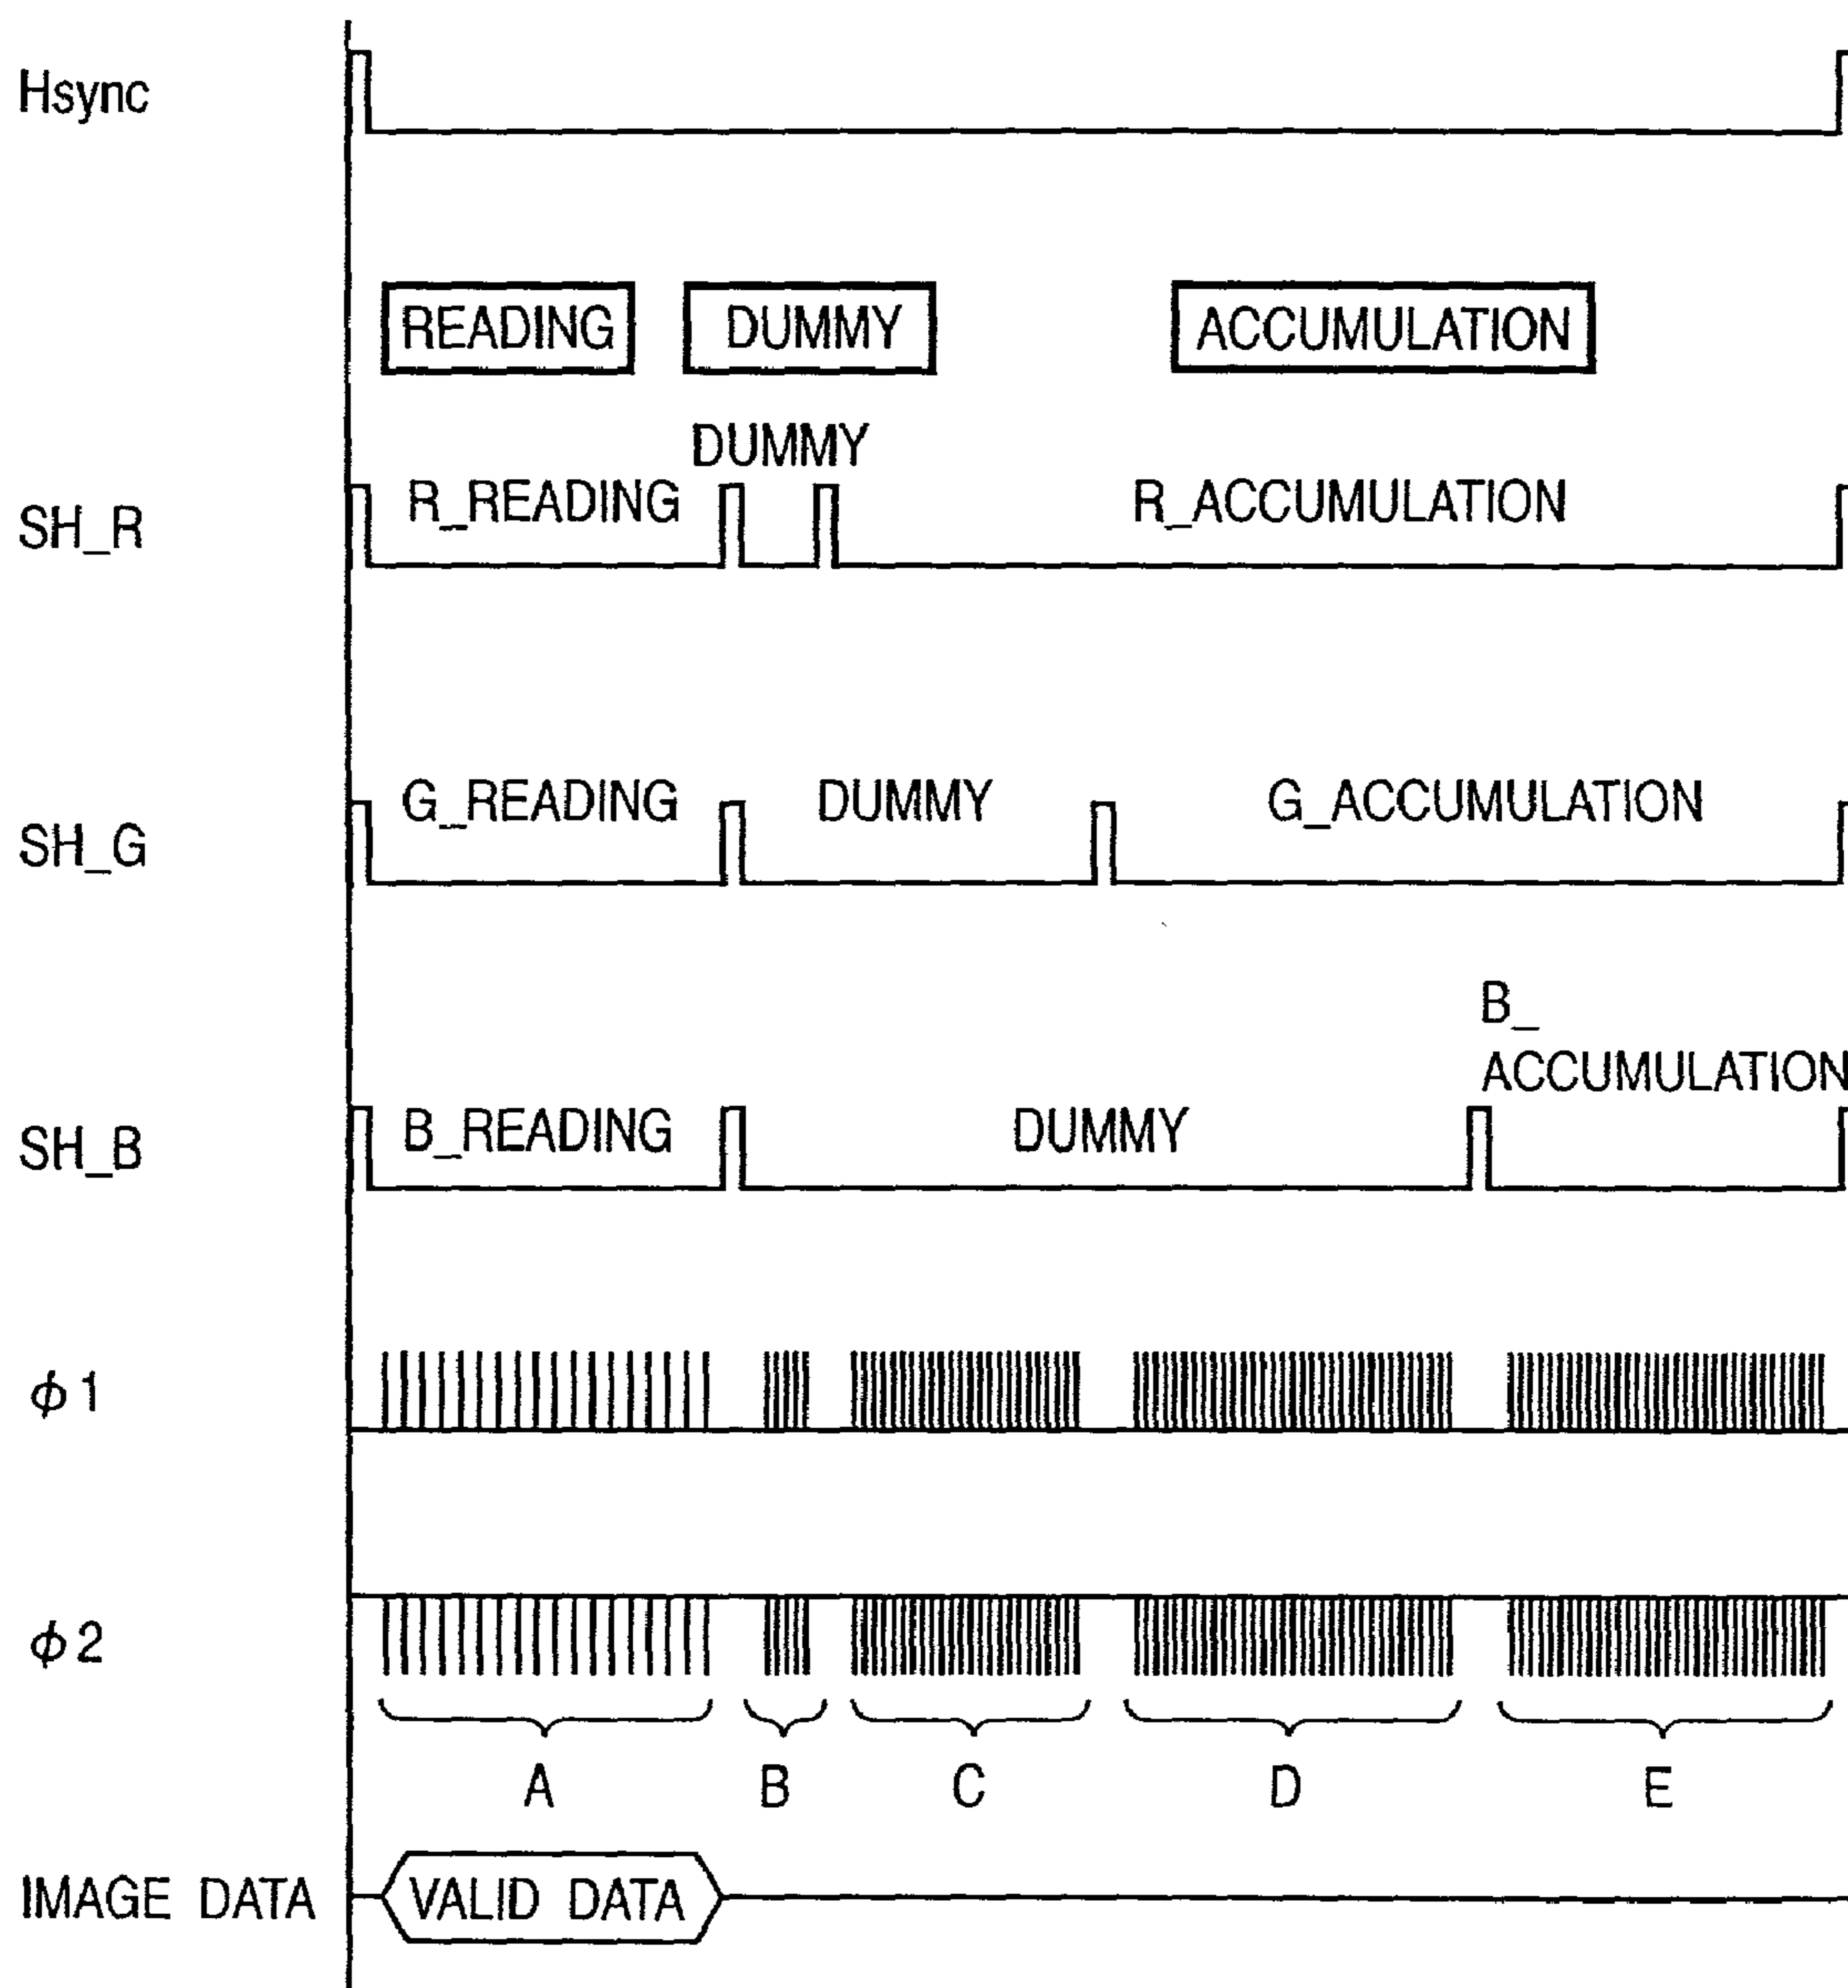 Hsync
READING DUMMY ACCUMULATION
DUMMY
SH_R R_READING R_ACCUMULATION
SH_G G_READING DUMMY G_ACCUMULATION
B_
ACCUMULATION
SH_B B_READING DUMMY
ϕ1
ϕ2
A B C D E
IMAGE DATA VALID DATA